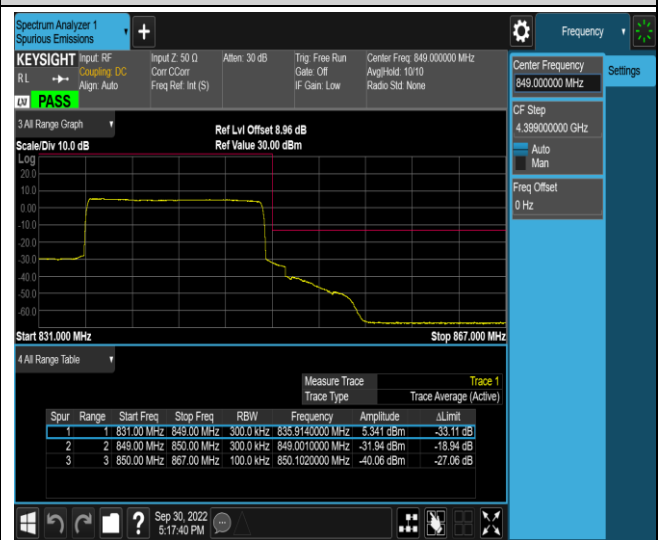 Spectrum Analyzer 1
Spurious Emissions
+
Frequency
KEYSIGHT
RL
Input: RF
Coupling: DC
Align: Auto
Input Z: 50 Ω
Corr CCorr
Freq Ref: Int (S)
Atten: 30 dB
Trig: Free Run
Gate: Off
IF Gain: Low
Center Freq: 849.000000 MHz
Avg|Hold: 10/10
Radio Std: None
LXI PASS
Center Frequency
849.000000 MHz
Settings
CF Step
4.399000000 GHz
Auto
Man
Freq Offset
0 Hz
3 All Range Graph
Scale/Div 10.0 dB
Ref Lvl Offset 8.96 dB
Ref Value 30.00 dBm
Log
20.0
10.0
0.00
-10.0
-20.0
-30.0
-40.0
-50.0
-60.0
Start 831.000 MHz
Stop 867.000 MHz
4 All Range Table
Measure Trace Trace 1
Trace Type Trace Average (Active)
Spur Range Start Freq Stop Freq RBW Frequency Amplitude ΔLimit
1 1 831.00 MHz 849.00 MHz 300.0 kHz 835.9140000 MHz 5.341 dBm -33.11 dB
2 2 849.00 MHz 850.00 MHz 300.0 kHz 849.0010000 MHz -31.94 dBm -18.94 dB
3 3 850.00 MHz 867.00 MHz 100.0 kHz 850.1020000 MHz -40.06 dBm -27.06 dB
?
Sep 30, 2022
5:17:40 PM